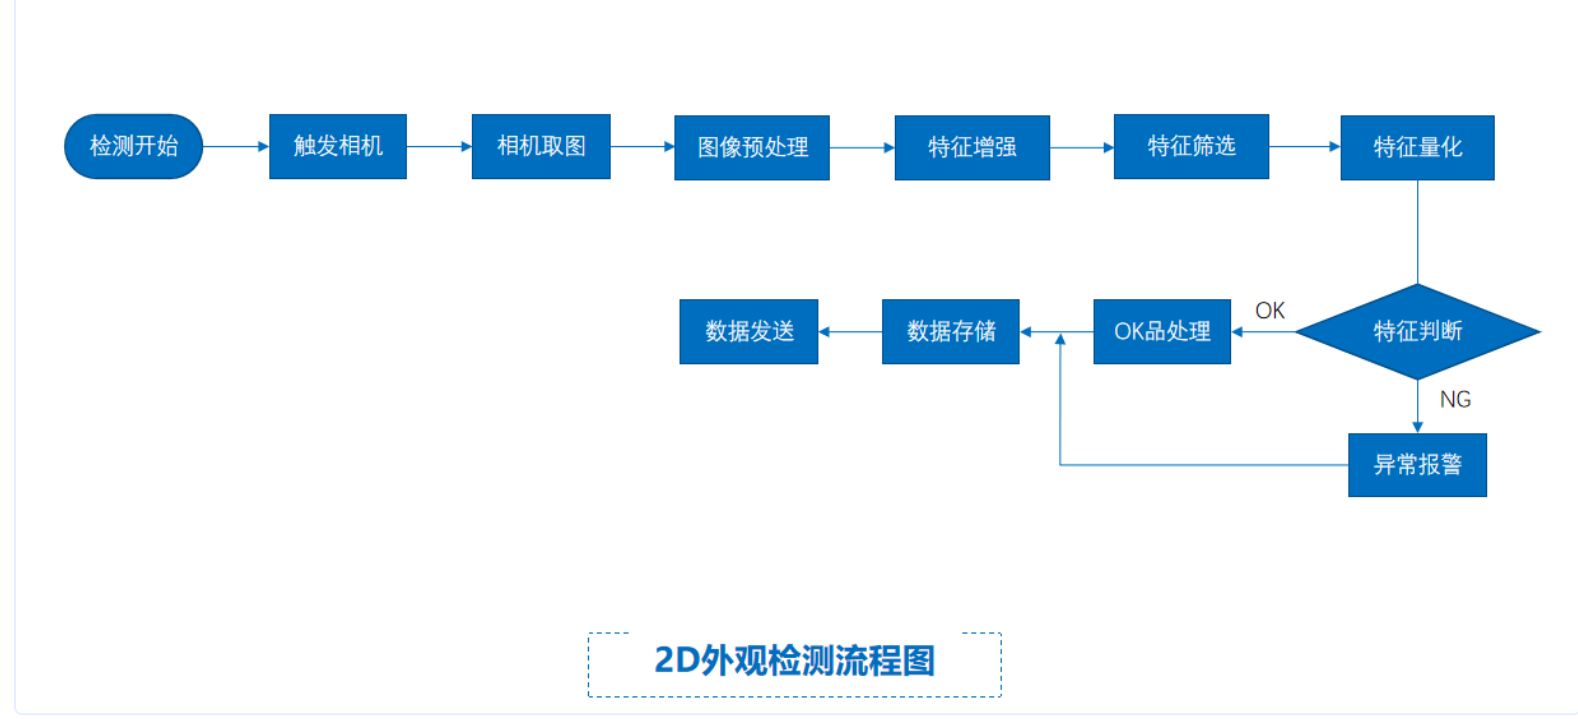 检测开始
触发相机
相机取图
图像预处理
特征增强
特征筛选
特征量化
数据发送
数据存储
OK品处理
OK
特征判断
NG
异常报警
2D外观检测流程图